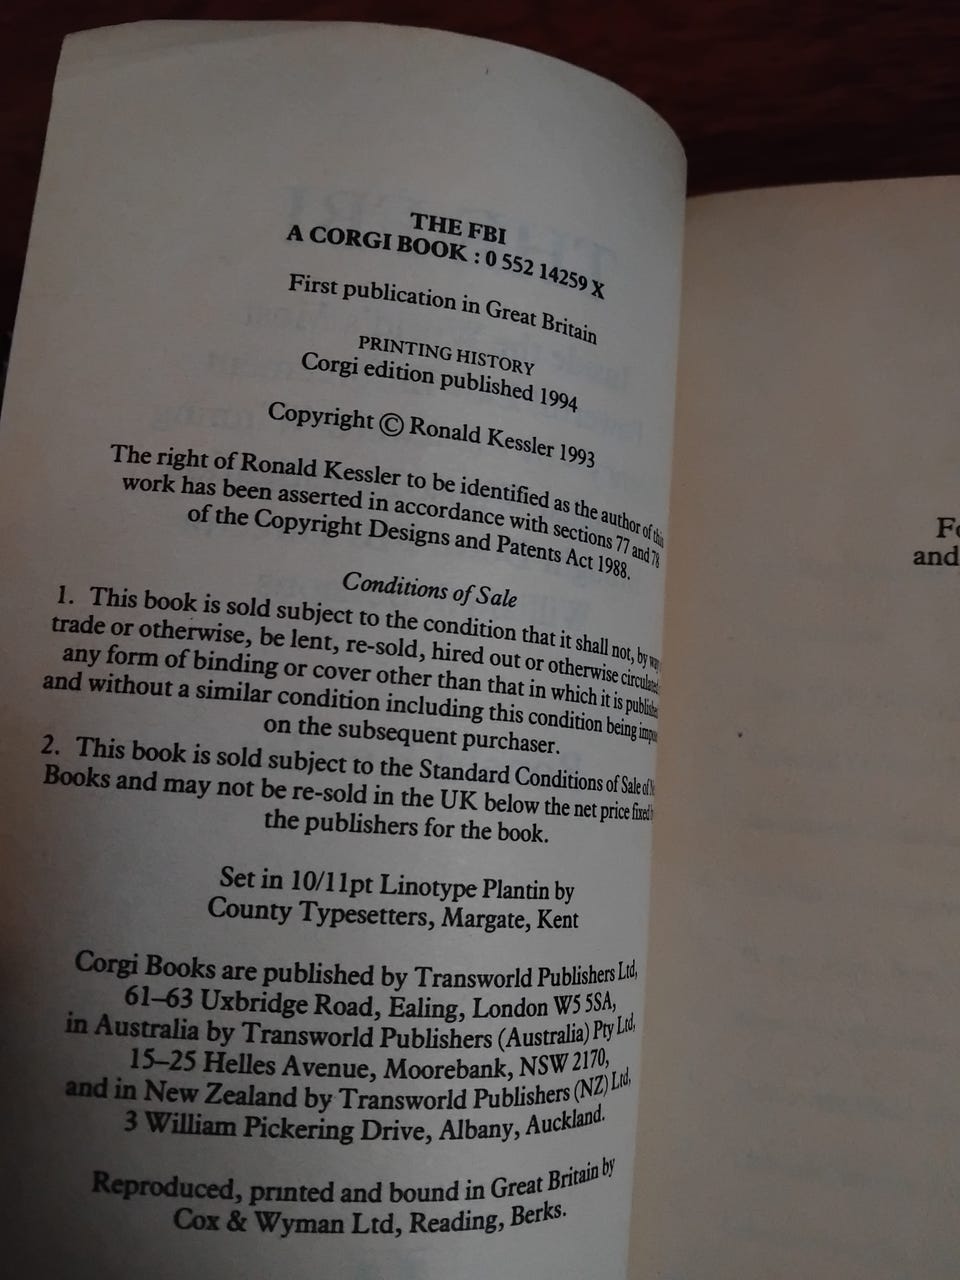 THE FBI
A CORGI BOOK : 0 552 14259 X
First publication in Great Britain
PRINTING HISTORY
Corgi edition published 1994
Copyright © Ronald Kessler 1993
The right of Ronald Kessler to be identified as the author of this
work has been asserted in accordance with sections 77 and 78
of the Copyright Designs and Patents Act 1988.
Conditions of Sale
1. This book is sold subject to the condition that it shall not, by way
trade or otherwise, be lent, re-sold, hired out or otherwise circulated
any form of binding or cover other than that in which it is published
and without a similar condition including this condition being
on the subsequent purchaser.
2. This book is sold subject to the Standard Conditions of Sale of
Books and may not be re-sold in the UK below the net price fixed
the publishers for the book.
Set in 10/11pt Linotype Plantin by
County Typesetters, Margate, Kent
Corgi Books are published by Transworld Publishers Ltd,
61–63 Uxbridge Road, Ealing, London W5 5SA,
in Australia by Transworld Publishers (Australia) Pty Ltd,
15–25 Helles Avenue, Moorebank, NSW 2170,
and in New Zealand by Transworld Publishers (NZ) Ltd,
3 William Pickering Drive, Albany, Auckland.
Reproduced, printed and bound in Great Britain by
Cox & Wyman Ltd, Reading, Berks.
and